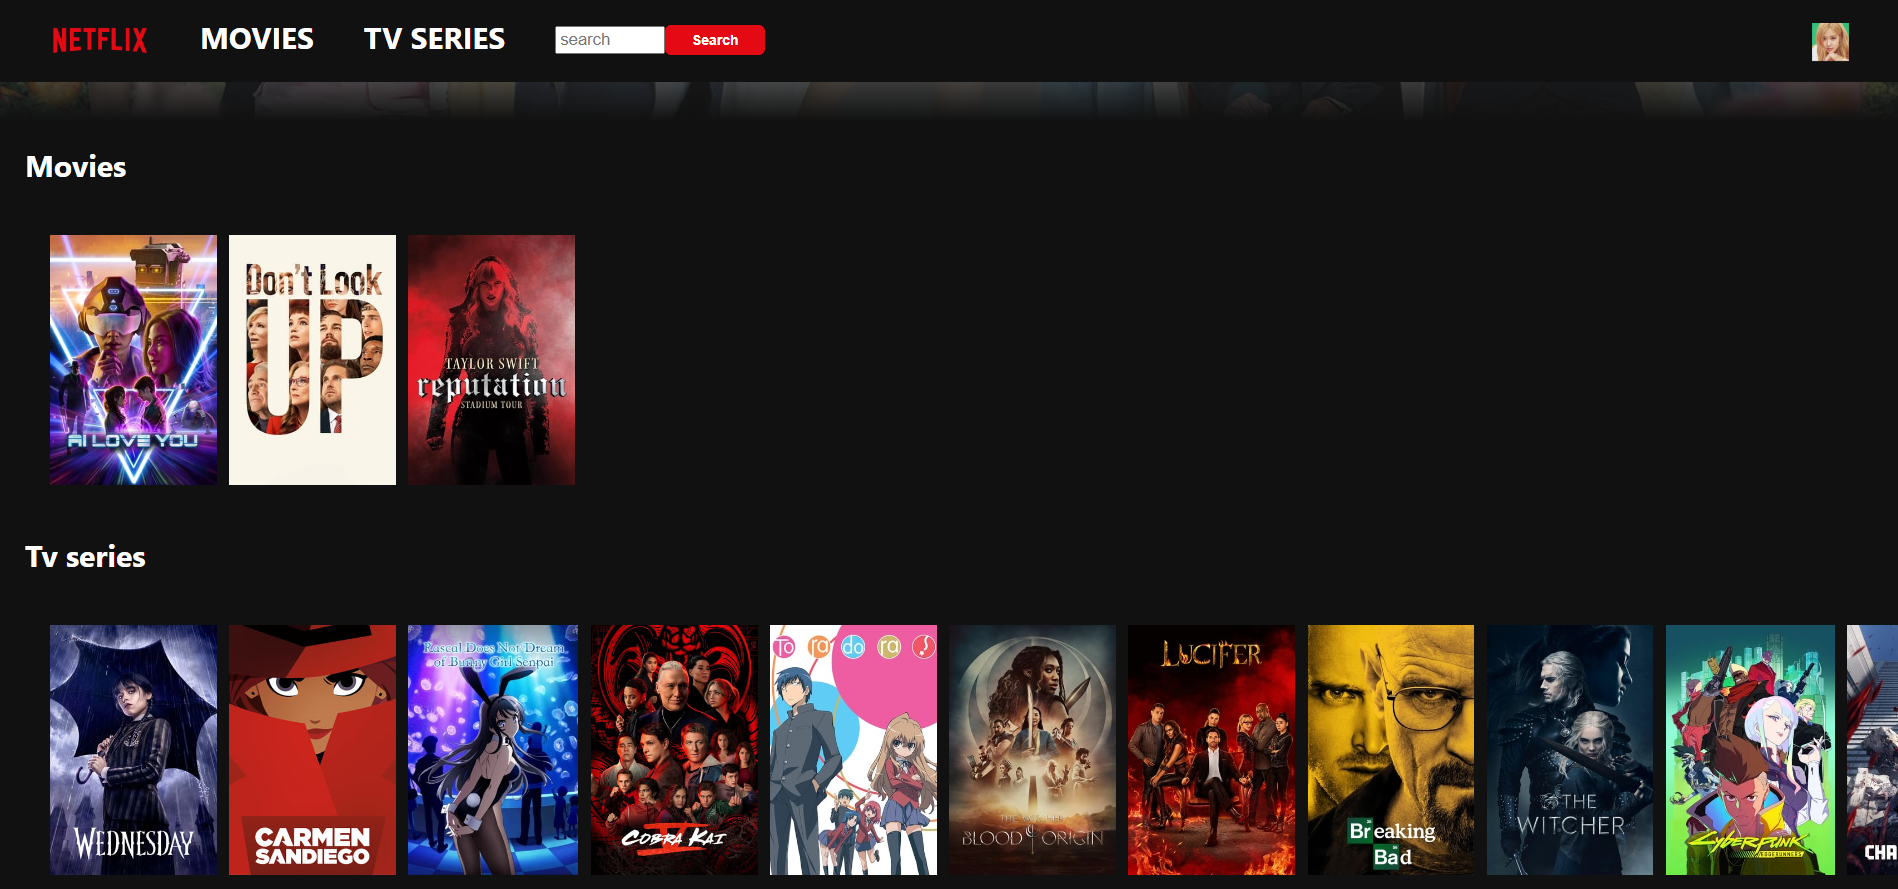 NETFLIX MOVIES TV SERIES search Search
Movies
AI LOVE YOU
Don't Look
UP
TAYLOR SWIFT
reputation
STADIUM TOUR
Tv series
WEDNESDAY
CARMEN
SANDIEGO
Rascal Does Not Dream
of Bunny Girl Senpai
COBRA KAI
To ra do ra
THE WITCHER
BLOOD ORIGIN
LUCIFER
Breaking
Bad
THE
WITCHER
Cyberpunk
EDGERUNNERS
CHA